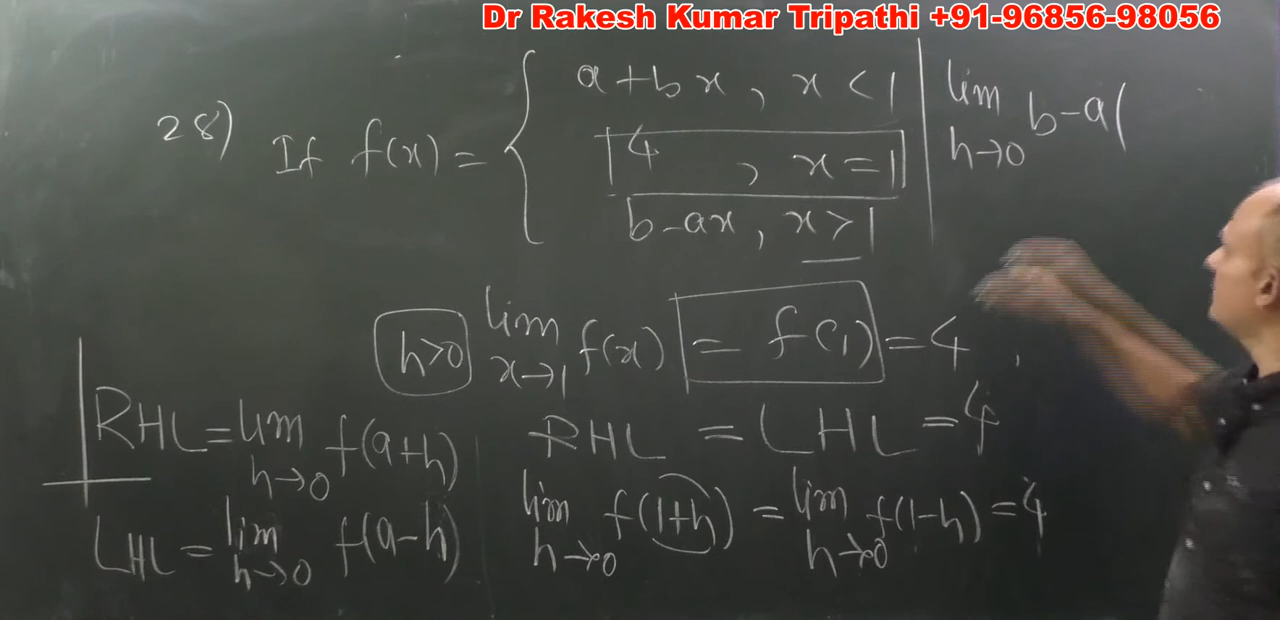 Dr Rakesh Kumar Tripathi +91-96856-98056
28) If f(x) = { a+bx , x < 1
4 , x = 1
b-ax , x > 1
lim h→0 b-a(
h>0 lim x→1 f(x) = f(1) = 4 ,
RHL = lim h→0 f(a+h)
LHL = lim h→0 f(a-h)
RHL = LHL = 4
lim h→0 f(1+h) = lim h→0 f(1-h) = 4